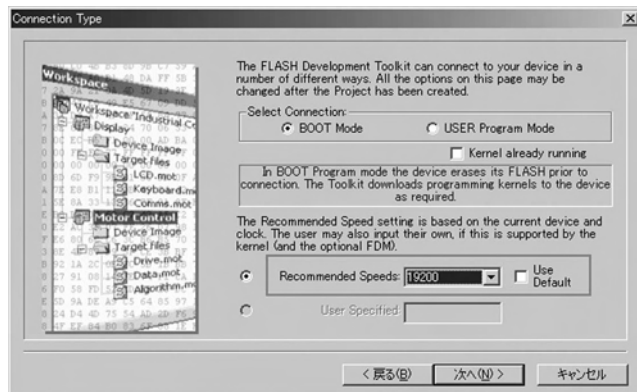 Connection Type
The FLASH Development Toolkit can connect to your device in a
number of different ways. All the options on this page may be
changed after the Project has been created.
Select Connection:
BOOT Mode
USER Program Mode
Kernel already running
In BOOT Program mode the device erases its FLASH prior to
connection. The Toolkit downloads programming kernels to the device
as required.
The Recommended Speed setting is based on the current device and
clock. The user may also input their own, if this is supported by the
kernel (and the optional FDM).
Recommended Speeds: 19200
Use
Default
User Specified:
Workspace
Workspace "Industrial Co
Display
Device Image
Target files
LCD.mot
Keyboard.m
Comms.mot
Motor Control
Device Image
Target Files
Drive.mot
Data.mot
Algorithm.m
< 戻る(B)
次へ(N) >
キャンセル